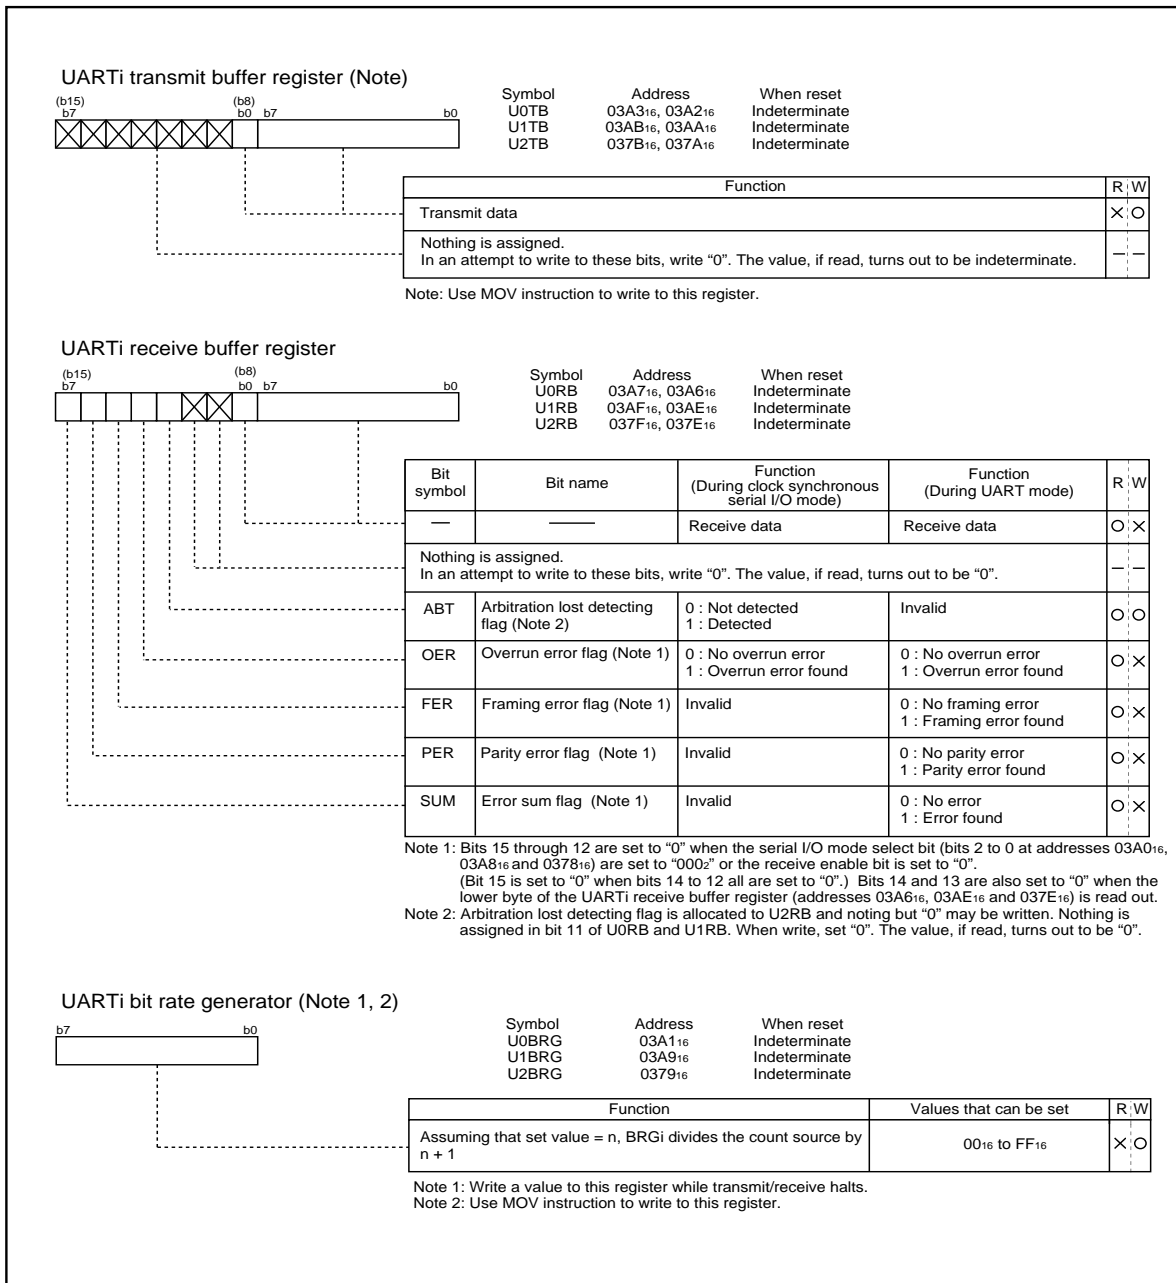 UARTi transmit buffer register (Note)
(b15) (b8)
b7 b0 b7 b0
Symbol Address When reset
U0TB 03A3₁₆, 03A2₁₆ Indeterminate
U1TB 03AB₁₆, 03AA₁₆ Indeterminate
U2TB 037B₁₆, 037A₁₆ Indeterminate
Function R W
Transmit data × O
Nothing is assigned.
In an attempt to write to these bits, write “0”. The value, if read, turns out to be indeterminate. — —
Note: Use MOV instruction to write to this register.
UARTi receive buffer register
(b15) (b8)
b7 b0 b7 b0
Symbol Address When reset
U0RB 03A7₁₆, 03A6₁₆ Indeterminate
U1RB 03AF₁₆, 03AE₁₆ Indeterminate
U2RB 037F₁₆, 037E₁₆ Indeterminate
Bit symbol Bit name Function (During clock synchronous serial I/O mode) Function (During UART mode) R W
— — Receive data Receive data O ×
Nothing is assigned.
In an attempt to write to these bits, write “0”. The value, if read, turns out to be “0”. — —
ABT Arbitration lost detecting flag (Note 2) 0 : Not detected 1 : Detected Invalid O O
OER Overrun error flag (Note 1) 0 : No overrun error 1 : Overrun error found 0 : No overrun error 1 : Overrun error found O ×
FER Framing error flag (Note 1) Invalid 0 : No framing error 1 : Framing error found O ×
PER Parity error flag (Note 1) Invalid 0 : No parity error 1 : Parity error found O ×
SUM Error sum flag (Note 1) Invalid 0 : No error 1 : Error found O ×
Note 1: Bits 15 through 12 are set to “0” when the serial I/O mode select bit (bits 2 to 0 at addresses 03A0₁₆,
03A8₁₆ and 0378₁₆) are set to “000₂” or the receive enable bit is set to “0”.
(Bit 15 is set to “0” when bits 14 to 12 all are set to “0”.) Bits 14 and 13 are also set to “0” when the
lower byte of the UARTi receive buffer register (addresses 03A6₁₆, 03AE₁₆ and 037E₁₆) is read out.
Note 2: Arbitration lost detecting flag is allocated to U2RB and noting but “0” may be written. Nothing is
assigned in bit 11 of U0RB and U1RB. When write, set “0”. The value, if read, turns out to be “0”.
UARTi bit rate generator (Note 1, 2)
b7 b0
Symbol Address When reset
U0BRG 03A1₁₆ Indeterminate
U1BRG 03A9₁₆ Indeterminate
U2BRG 0379₁₆ Indeterminate
Function Values that can be set R W
Assuming that set value = n, BRGi divides the count source by
n + 1 00₁₆ to FF₁₆ × O
Note 1: Write a value to this register while transmit/receive halts.
Note 2: Use MOV instruction to write to this register.